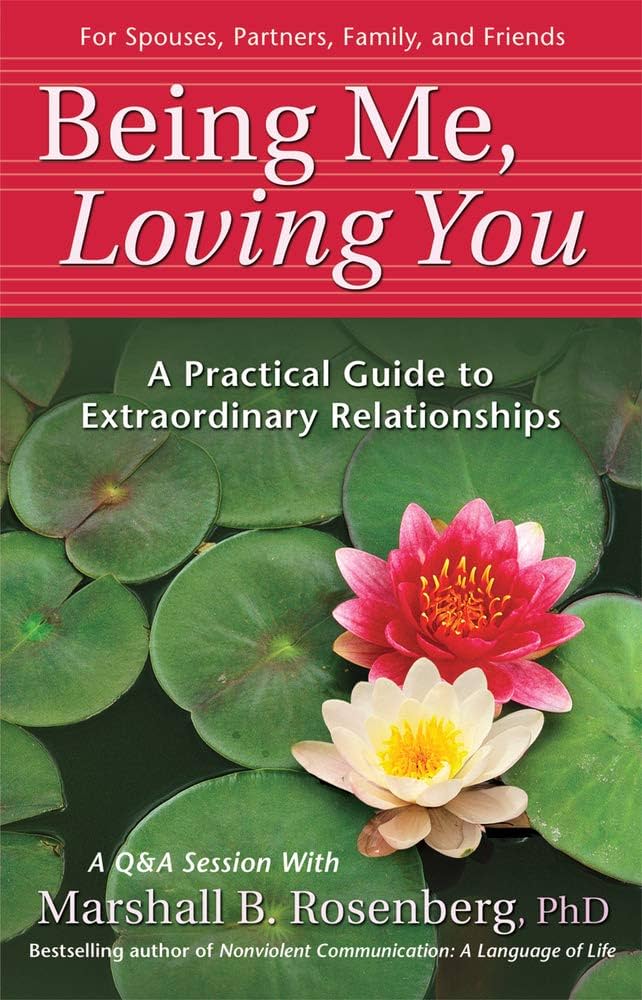 For Spouses, Partners, Family, and Friends
Being Me,
Loving You
A Practical Guide to
Extraordinary Relationships
A Q&A Session With
Marshall B. Rosenberg, PhD
Bestselling author of Nonviolent Communication: A Language of Life